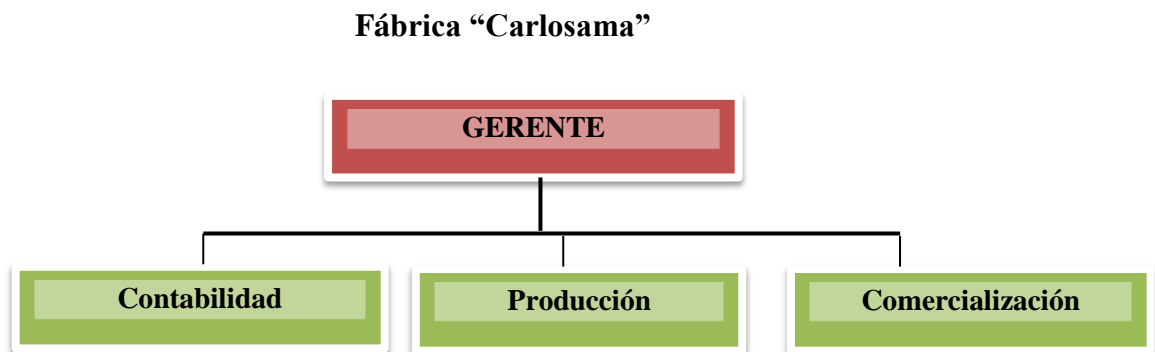 Fábrica “Carlosama”
GERENTE
Contabilidad
Producción
Comercialización